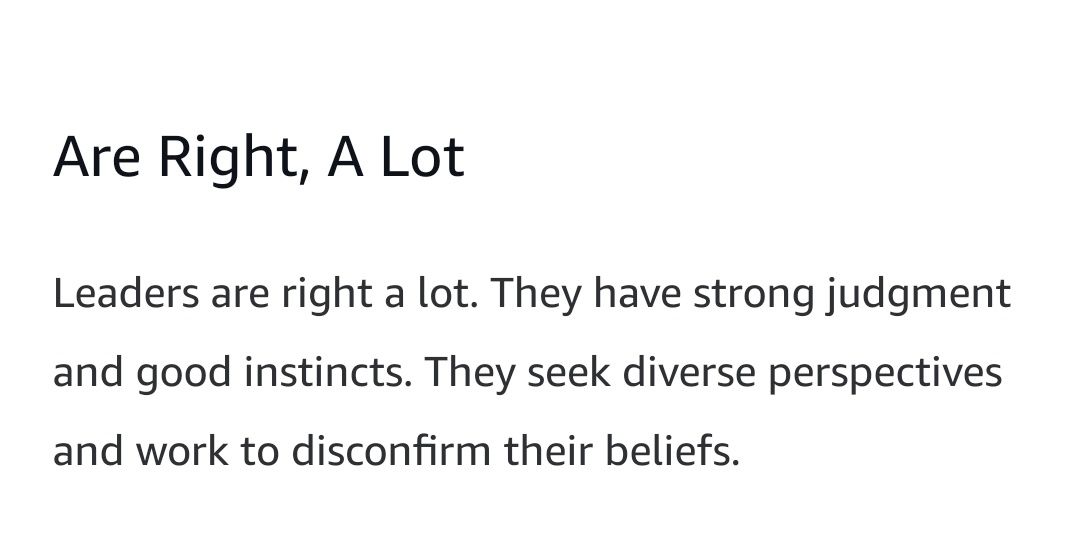 Are Right, A Lot
Leaders are right a lot. They have strong judgment
and good instincts. They seek diverse perspectives
and work to disconfirm their beliefs.